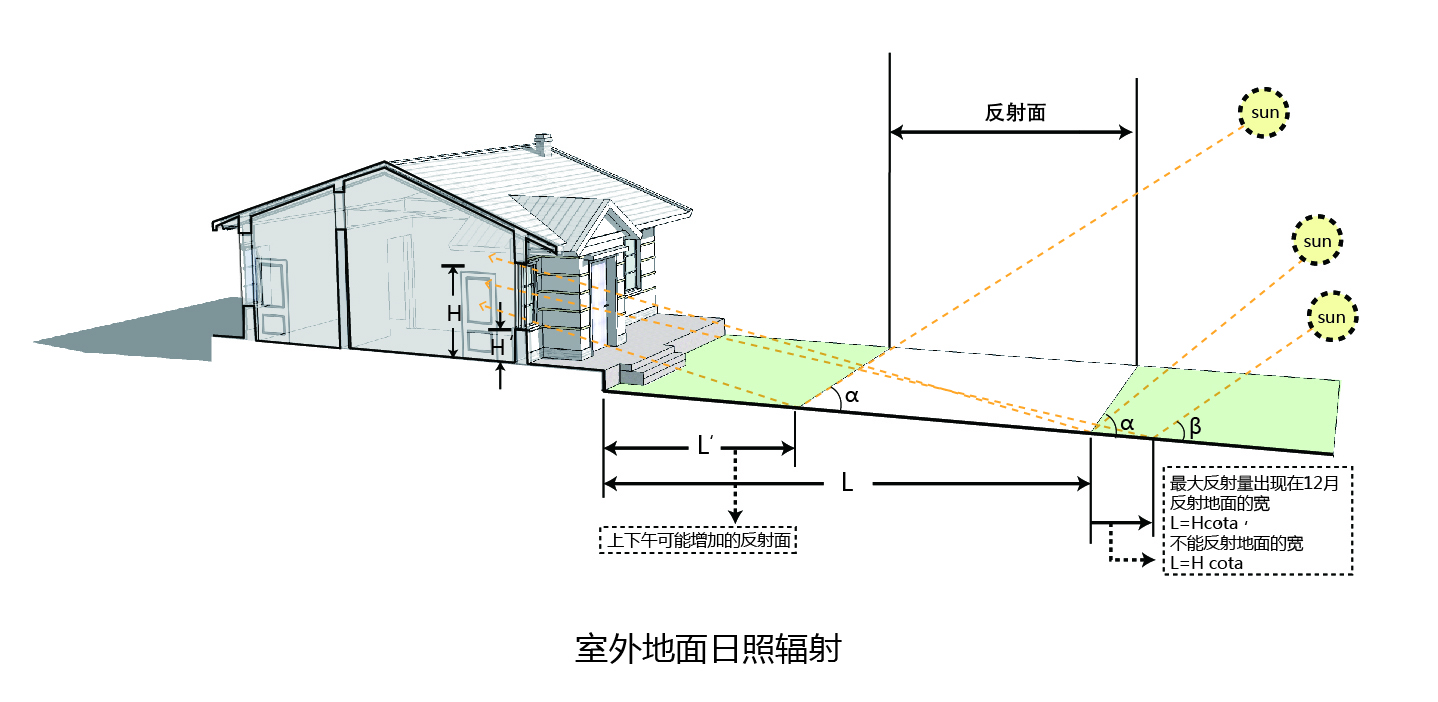 反射面
sun
sun
sun
H
H′
α
α
β
L′
L
上下午可能增加的反射面
最大反射量出现在12月
反射地面的宽
L=Hcota，
不能反射地面的宽
L=H cota
室外地面日照辐射